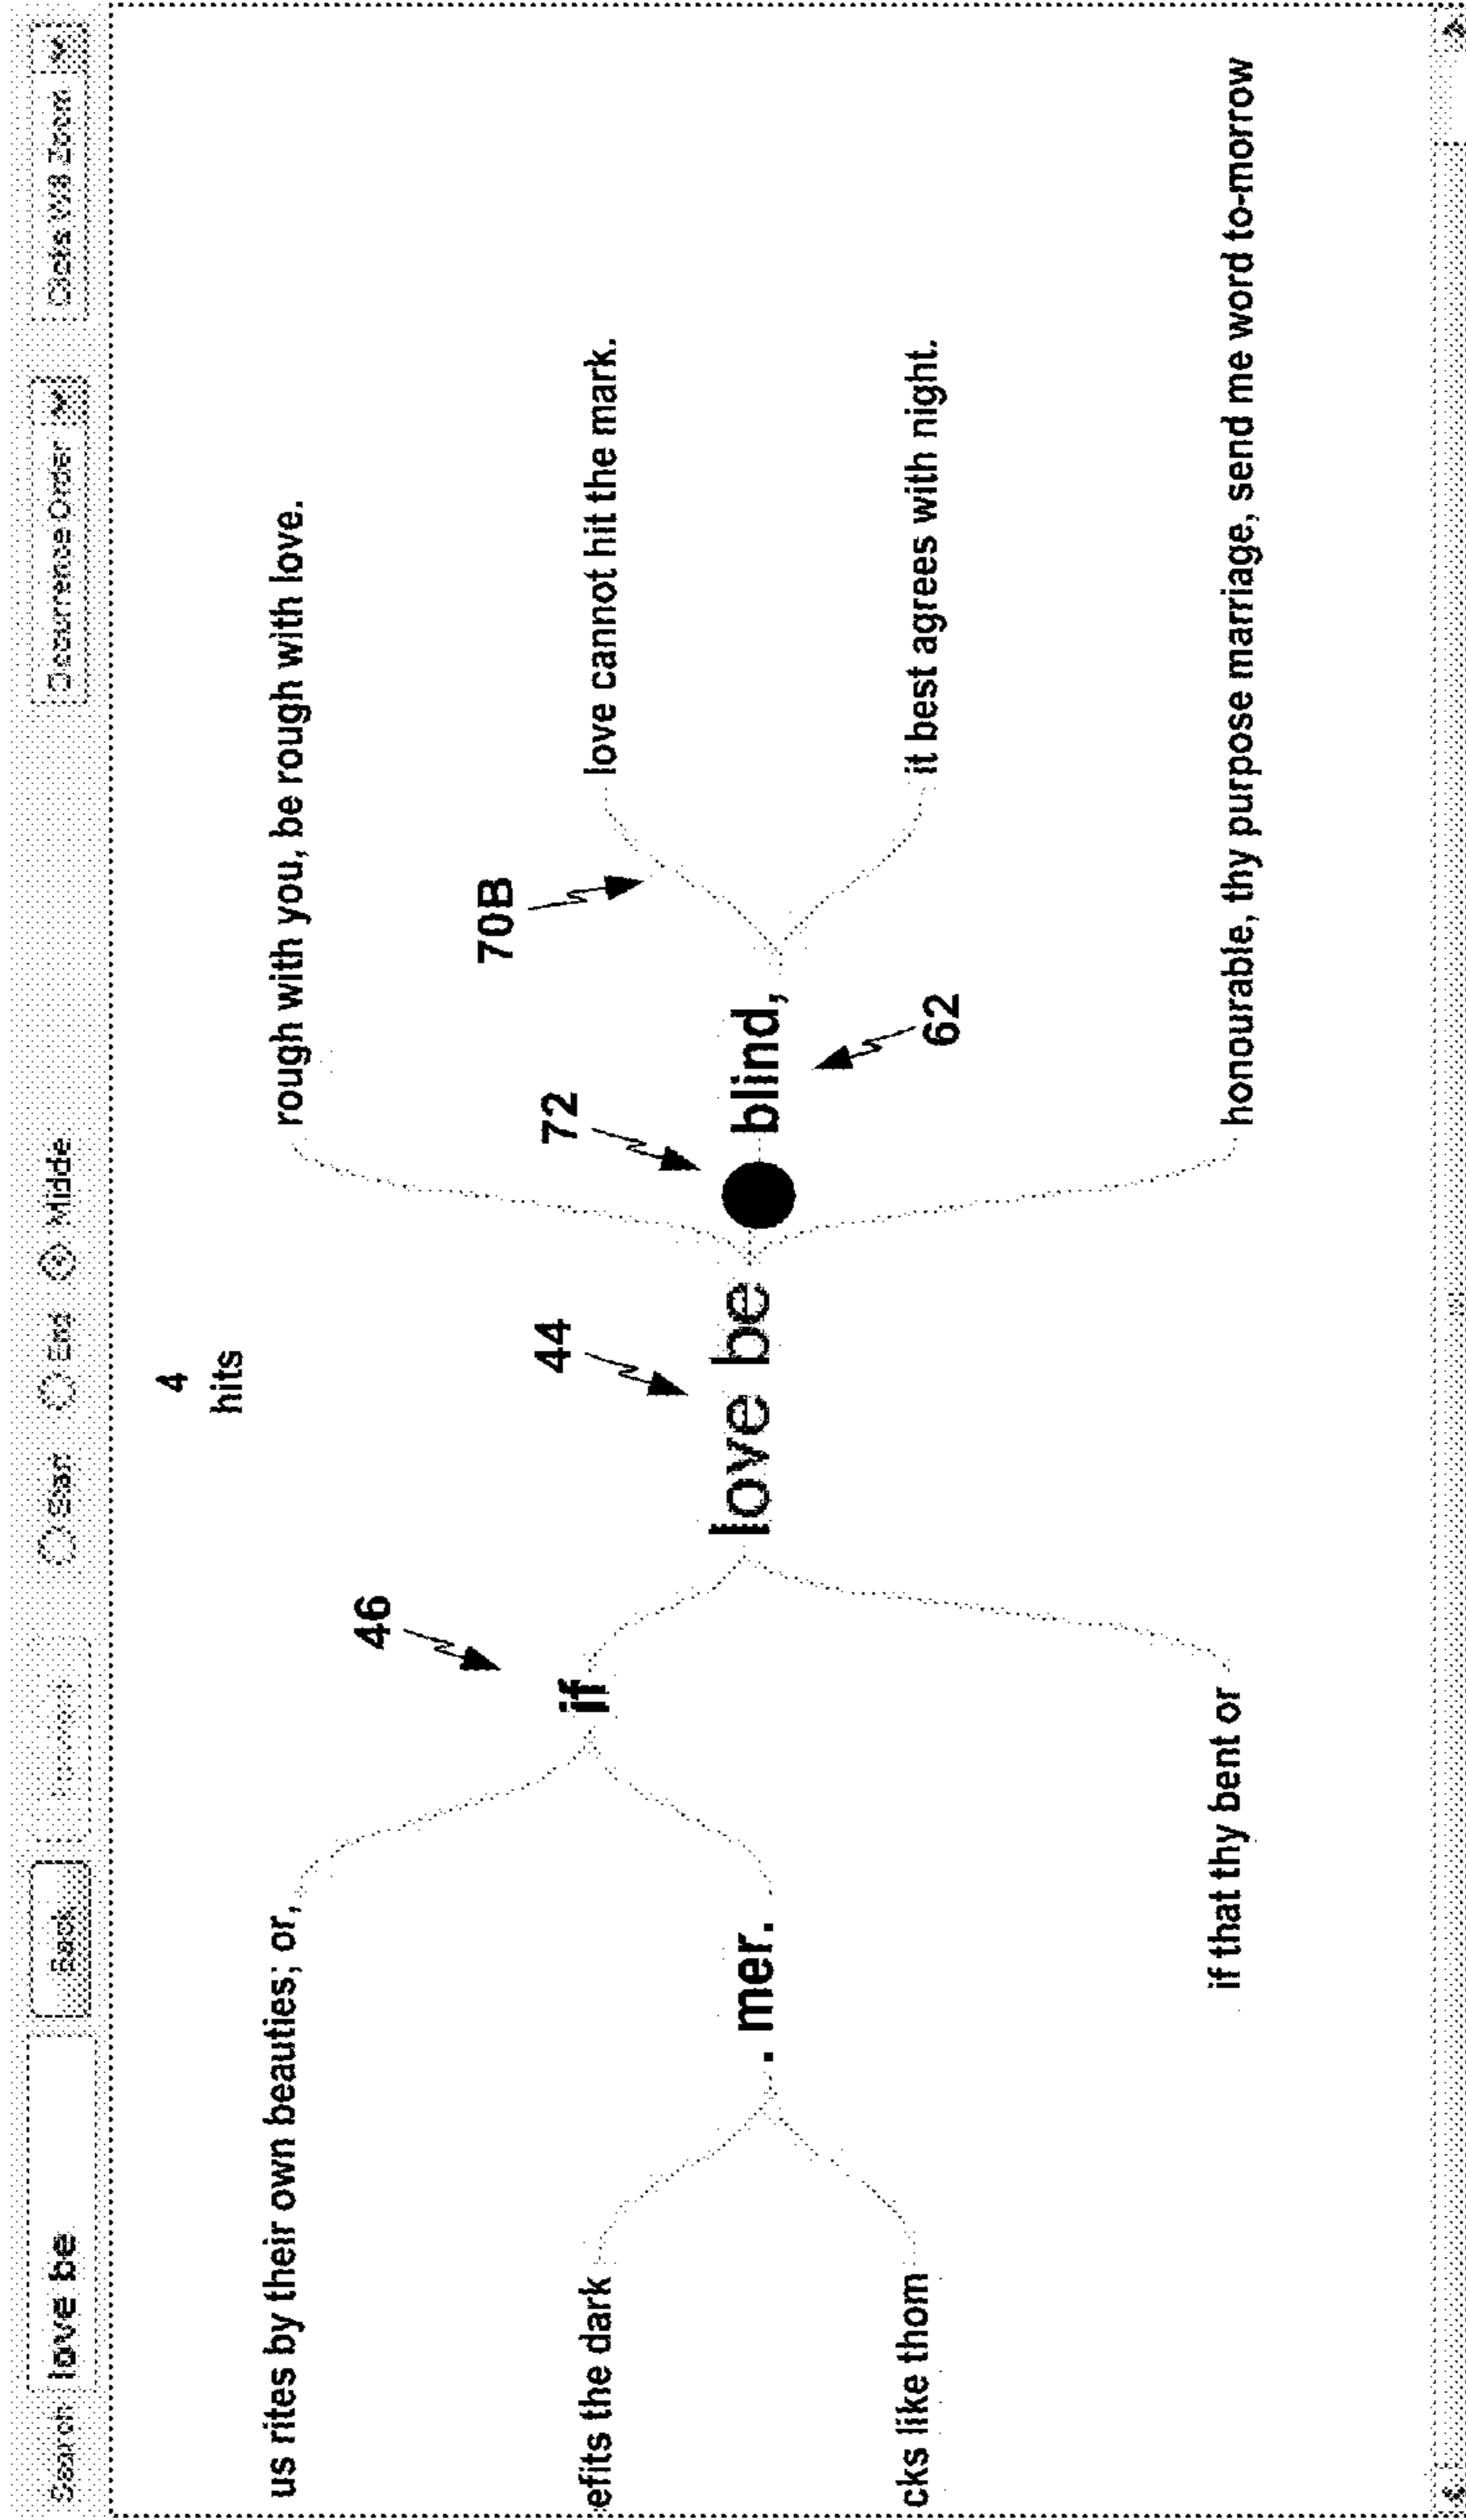 Search love be Back Start End Middle Occurrence Order Clicks Will Zoom
4
hits
us rites by their own beauties; or,
efits the dark
cks like thom
. mer.
if that thy bent or
46
if
44
love be
72
62
blind,
70B
rough with you, be rough with love.
love cannot hit the mark.
it best agrees with night.
honourable, thy purpose marriage, send me word to-morrow